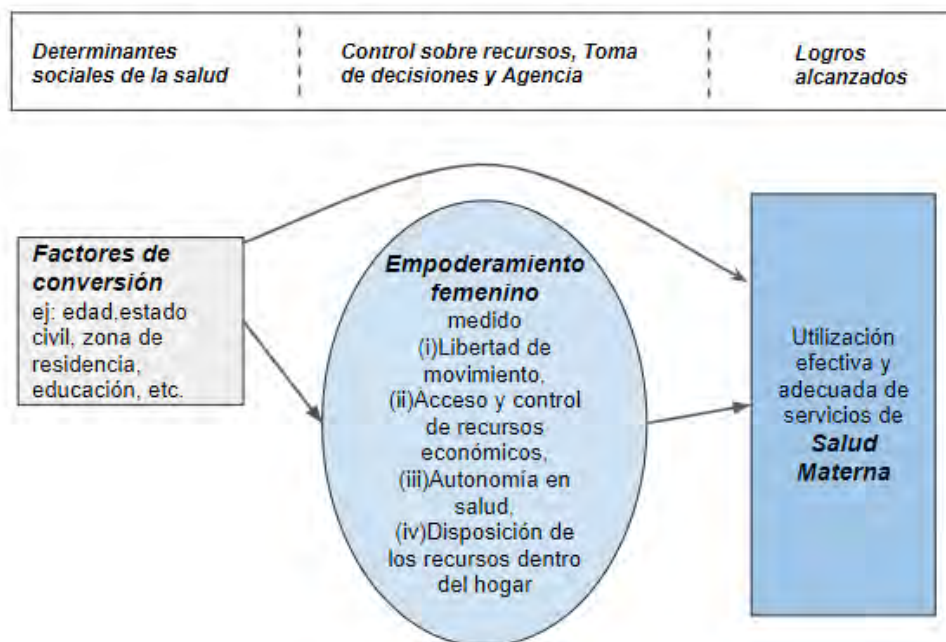 Determinantes
sociales de la salud
Control sobre recursos, Toma
de decisiones y Agencia
Logros
alcanzados
Factores de
conversión
ej: edad,estado
civil, zona de
residencia,
educación, etc.
Empoderamiento
femenino
medido
(i)Libertad de
movimiento,
(ii)Acceso y control
de recursos
económicos,
(iii)Autonomía en
salud,
(iv)Disposición de
los recursos dentro
del hogar
Utilización
efectiva y
adecuada de
servicios de
Salud
Materna